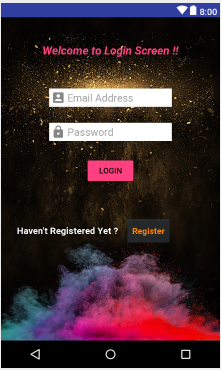 8:00
Welcome to Login Screen !!
Email Address
Password
LOGIN
Haven't Registered Yet ? Register